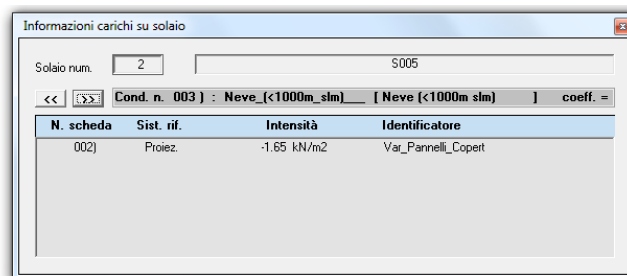 Informazioni carichi su solaio
Solaio num. 2 S005
<< >> Cond. n. 003 ) : Neve_(<1000m_slm)___ [ Neve (<1000m slm) ] coeff. =
N. scheda Sist. rif. Intensità Identificatore
002) Proiez. -1.65 kN/m2 Var_Pannelli_Copert